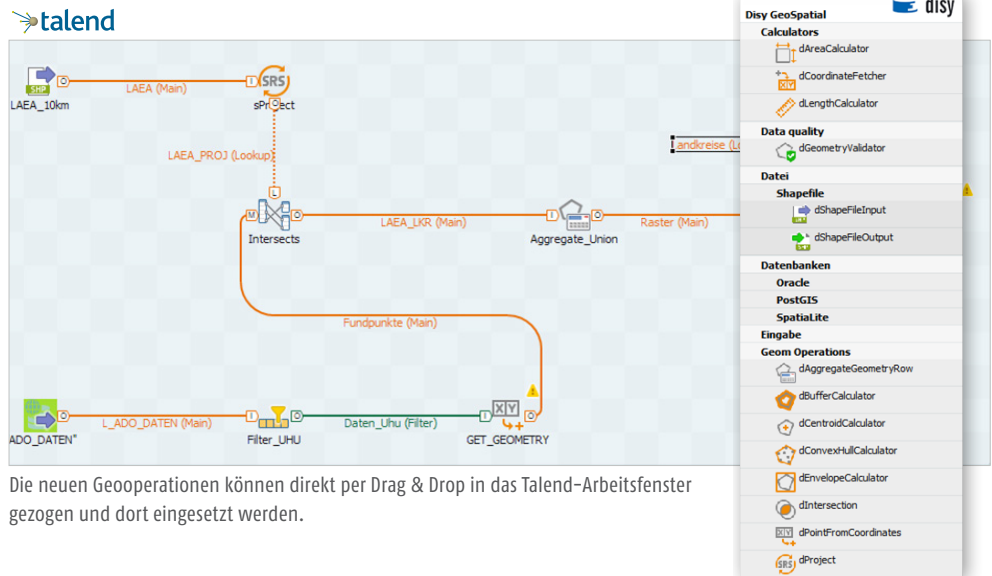 talend
LAEA_10km
LAEA (Main)
SRS
sProject
LAEA_PROJ (Lookup)
Landkreise (Lo
Intersects
LAEA_LKR (Main)
Aggregate_Union
Raster (Main)
Fundpunkte (Main)
ADO_DATEN"
L_ADO_DATEN (Main)
Filter_UHU
Daten_Uhu (Filter)
GET_GEOMETRY
Die neuen Geooperationen können direkt per Drag & Drop in das Talend-Arbeitsfenster
gezogen und dort eingesetzt werden.
disy
Disy GeoSpatial
Calculators
dAreaCalculator
dCoordinateFetcher
dLengthCalculator
Data quality
dGeometryValidator
Datei
Shapefile
dShapeFileInput
dShapeFileOutput
Datenbanken
Oracle
PostGIS
SpatiaLite
Eingabe
Geom Operations
dAggregateGeometryRow
dBufferCalculator
dCentroidCalculator
dConvexHullCalculator
dEnvelopeCalculator
dIntersection
dPointFromCoordinates
dProject